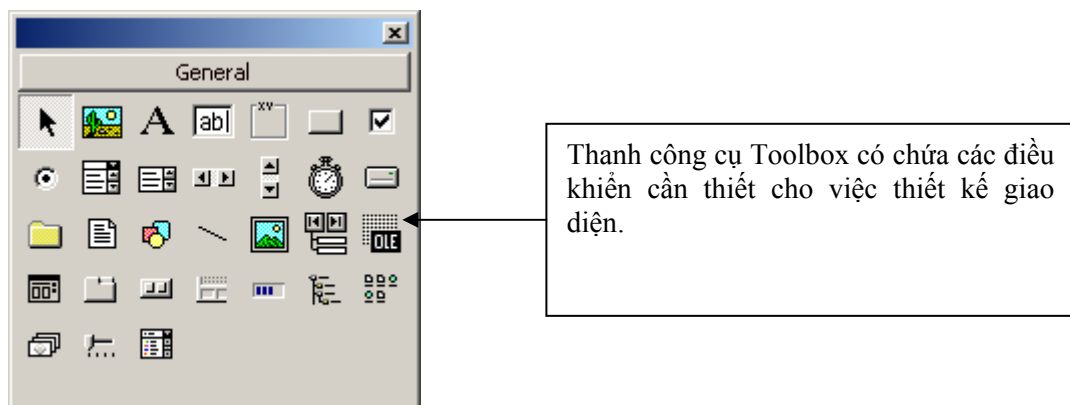 General
A
ab
XY
Thanh công cụ Toolbox có chứa các điều
khiển cần thiết cho việc thiết kế giao
diện.
OLE